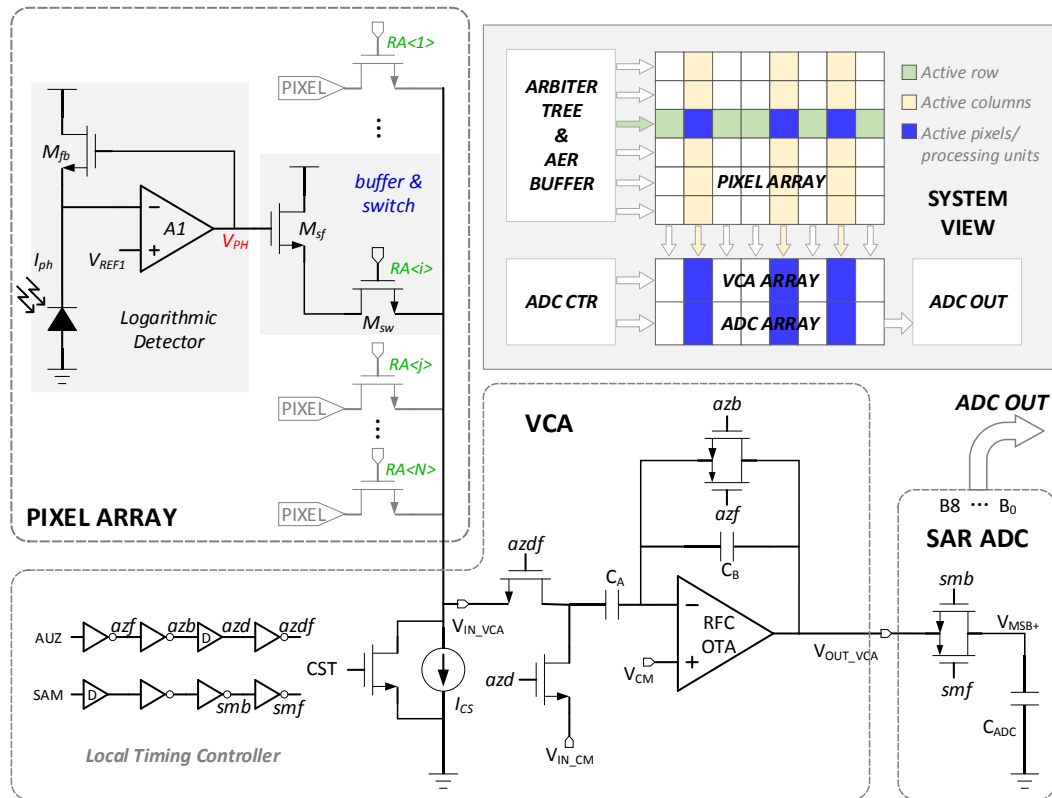 RA<1>
PIXEL
M_fb
A1
V_PH
V_REF1
I_ph
Logarithmic
Detector
buffer &
switch
M_sf
RA<i>
M_sw
RA<j>
PIXEL
RA<N>
PIXEL
PIXEL ARRAY
ARBITER
TREE
&
AER
BUFFER
PIXEL ARRAY
Active row
Active columns
Active pixels/
processing units
SYSTEM
VIEW
ADC CTR
VCA ARRAY
ADC ARRAY
ADC OUT
VCA
azb
azf
C_B
azdf
C_A
V_IN_VCA
RFC
OTA
V_CM
V_OUT_VCA
azd
V_IN_CM
CST
I_CS
AUZ
azf
azb
D
azd
azdf
SAM
D
smb
smf
Local Timing Controller
ADC OUT
B8 ··· B_0
SAR ADC
smb
V_MSB+
smf
C_ADC